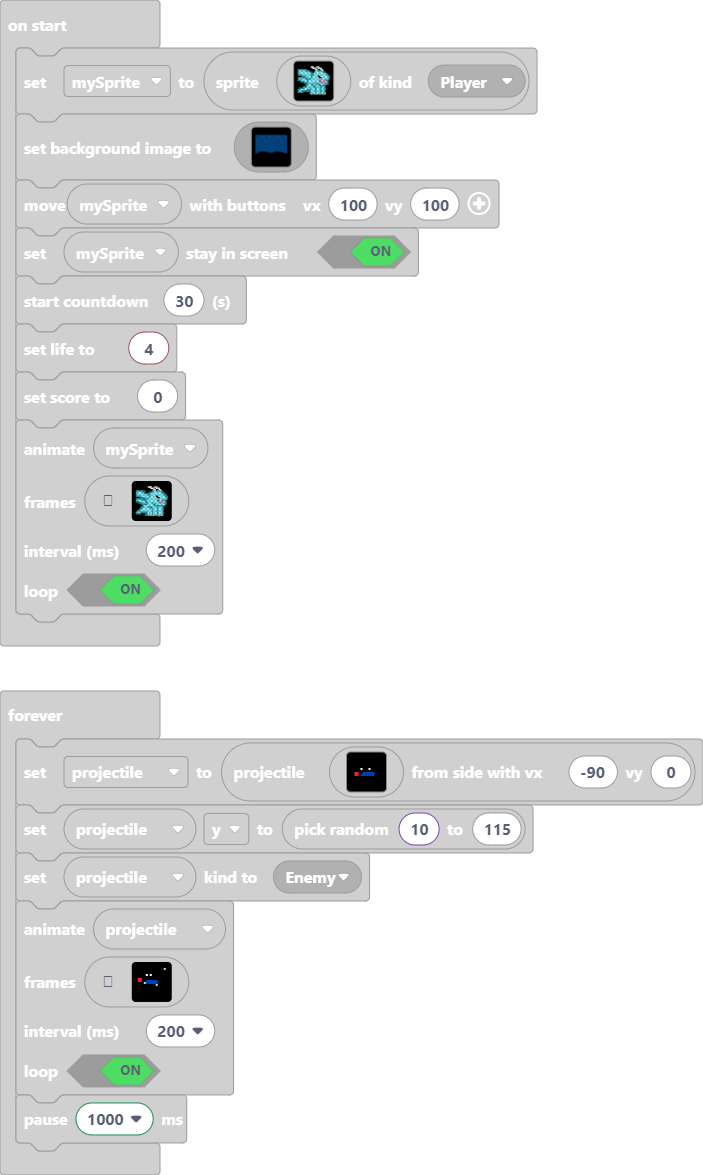 on start
set mySprite to sprite of kind Player
set background image to
move mySprite with buttons vx 100 vy 100
set mySprite stay in screen ON
start countdown 30 (s)
set life to 4
set score to 0
animate mySprite
frames
interval (ms) 200
loop ON
forever
set projectile to projectile from side with vx -90 vy 0
set projectile y to pick random 10 to 115
set projectile kind to Enemy
animate projectile
frames
interval (ms) 200
loop ON
pause 1000 ms